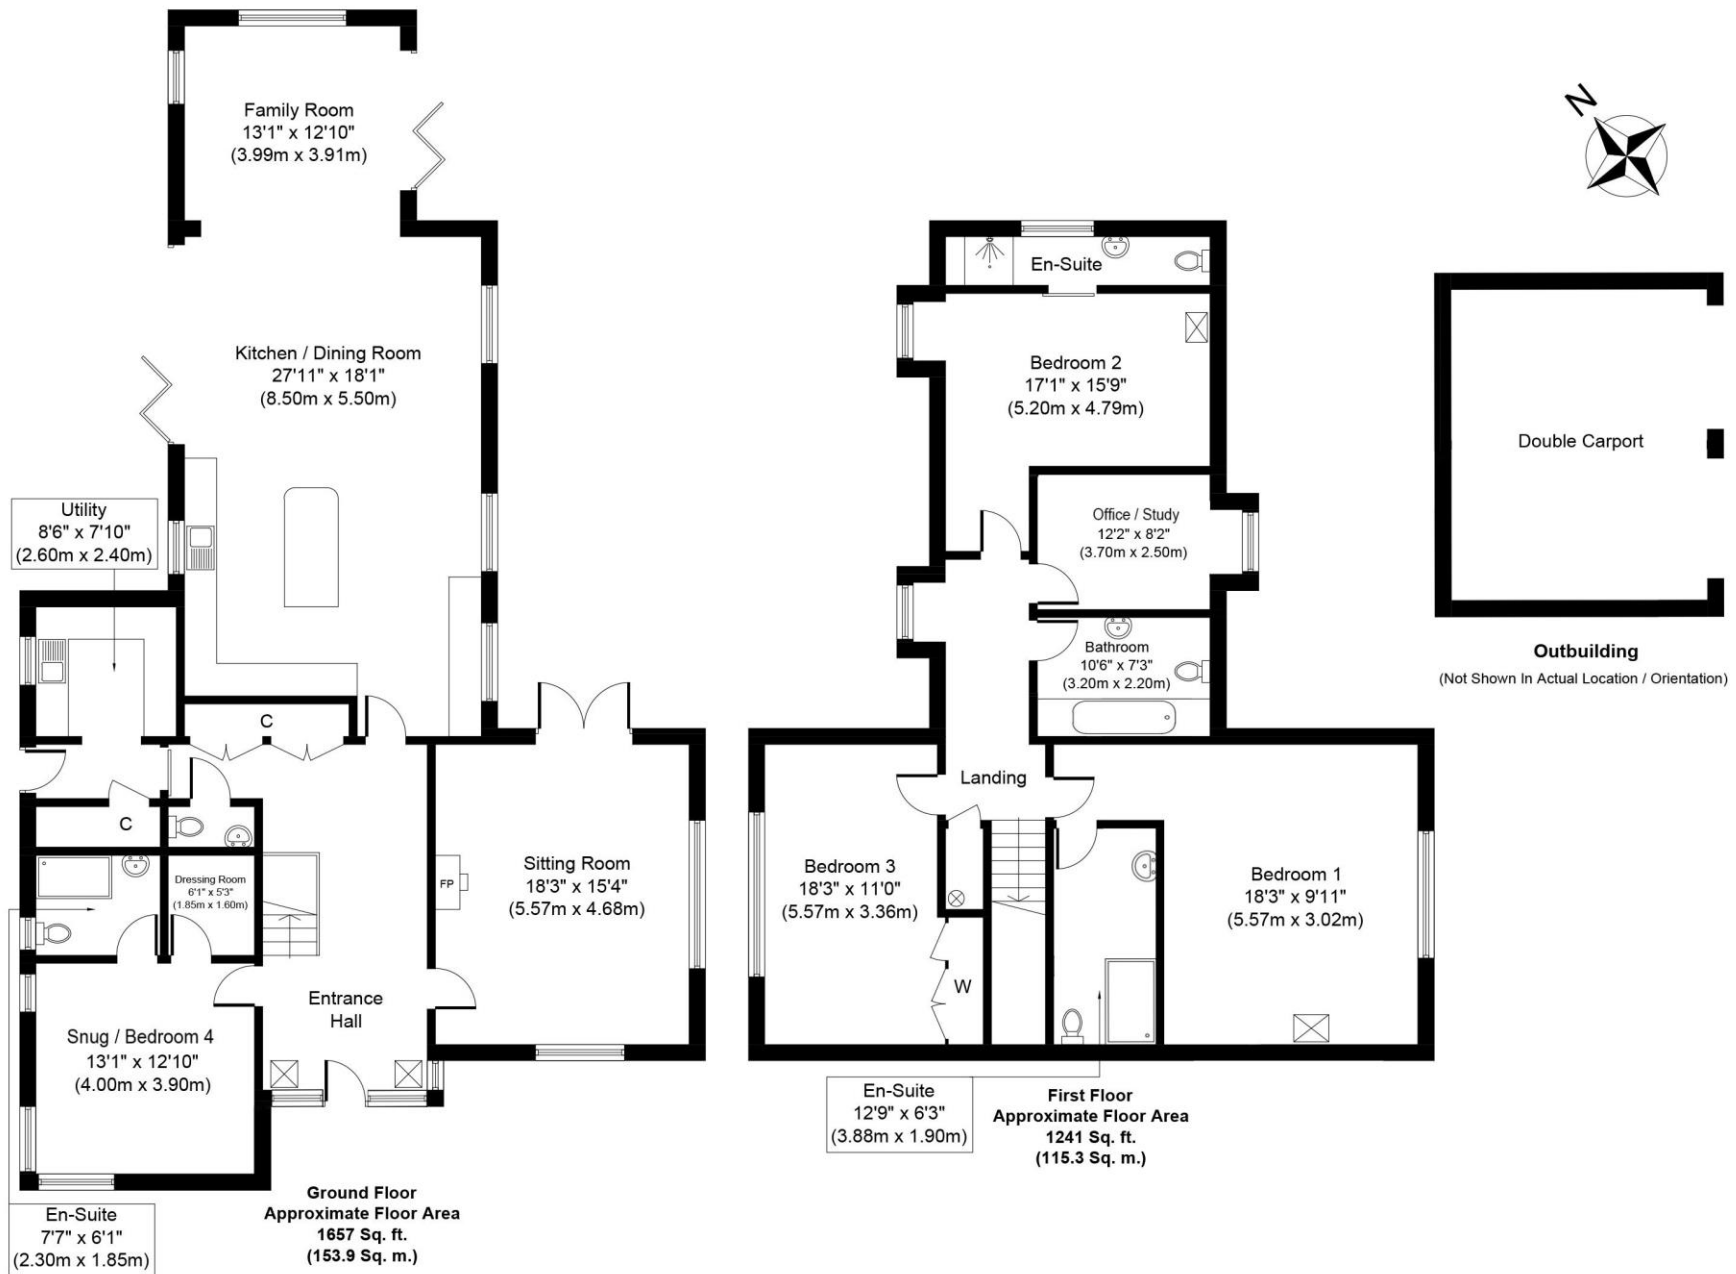 Family Room
13'1" x 12'10"
(3.99m x 3.91m)
N
Kitchen / Dining Room
27'11" x 18'1"
(8.50m x 5.50m)
Utility
8'6" x 7'10"
(2.60m x 2.40m)
C
C
Dressing Room
6'1" x 5'3"
(1.85m x 1.60m)
FP
Sitting Room
18'3" x 15'4"
(5.57m x 4.68m)
Entrance
Hall
Snug / Bedroom 4
13'1" x 12'10"
(4.00m x 3.90m)
En-Suite
7'7" x 6'1"
(2.30m x 1.85m)
Ground Floor
Approximate Floor Area
1657 Sq. ft.
(153.9 Sq. m.)
En-Suite
Bedroom 2
17'1" x 15'9"
(5.20m x 4.79m)
Office / Study
12'2" x 8'2"
(3.70m x 2.50m)
Bathroom
10'6" x 7'3"
(3.20m x 2.20m)
Landing
Bedroom 3
18'3" x 11'0"
(5.57m x 3.36m)
W
Bedroom 1
18'3" x 9'11"
(5.57m x 3.02m)
En-Suite
12'9" x 6'3"
(3.88m x 1.90m)
First Floor
Approximate Floor Area
1241 Sq. ft.
(115.3 Sq. m.)
Double Carport
Outbuilding
(Not Shown In Actual Location / Orientation)